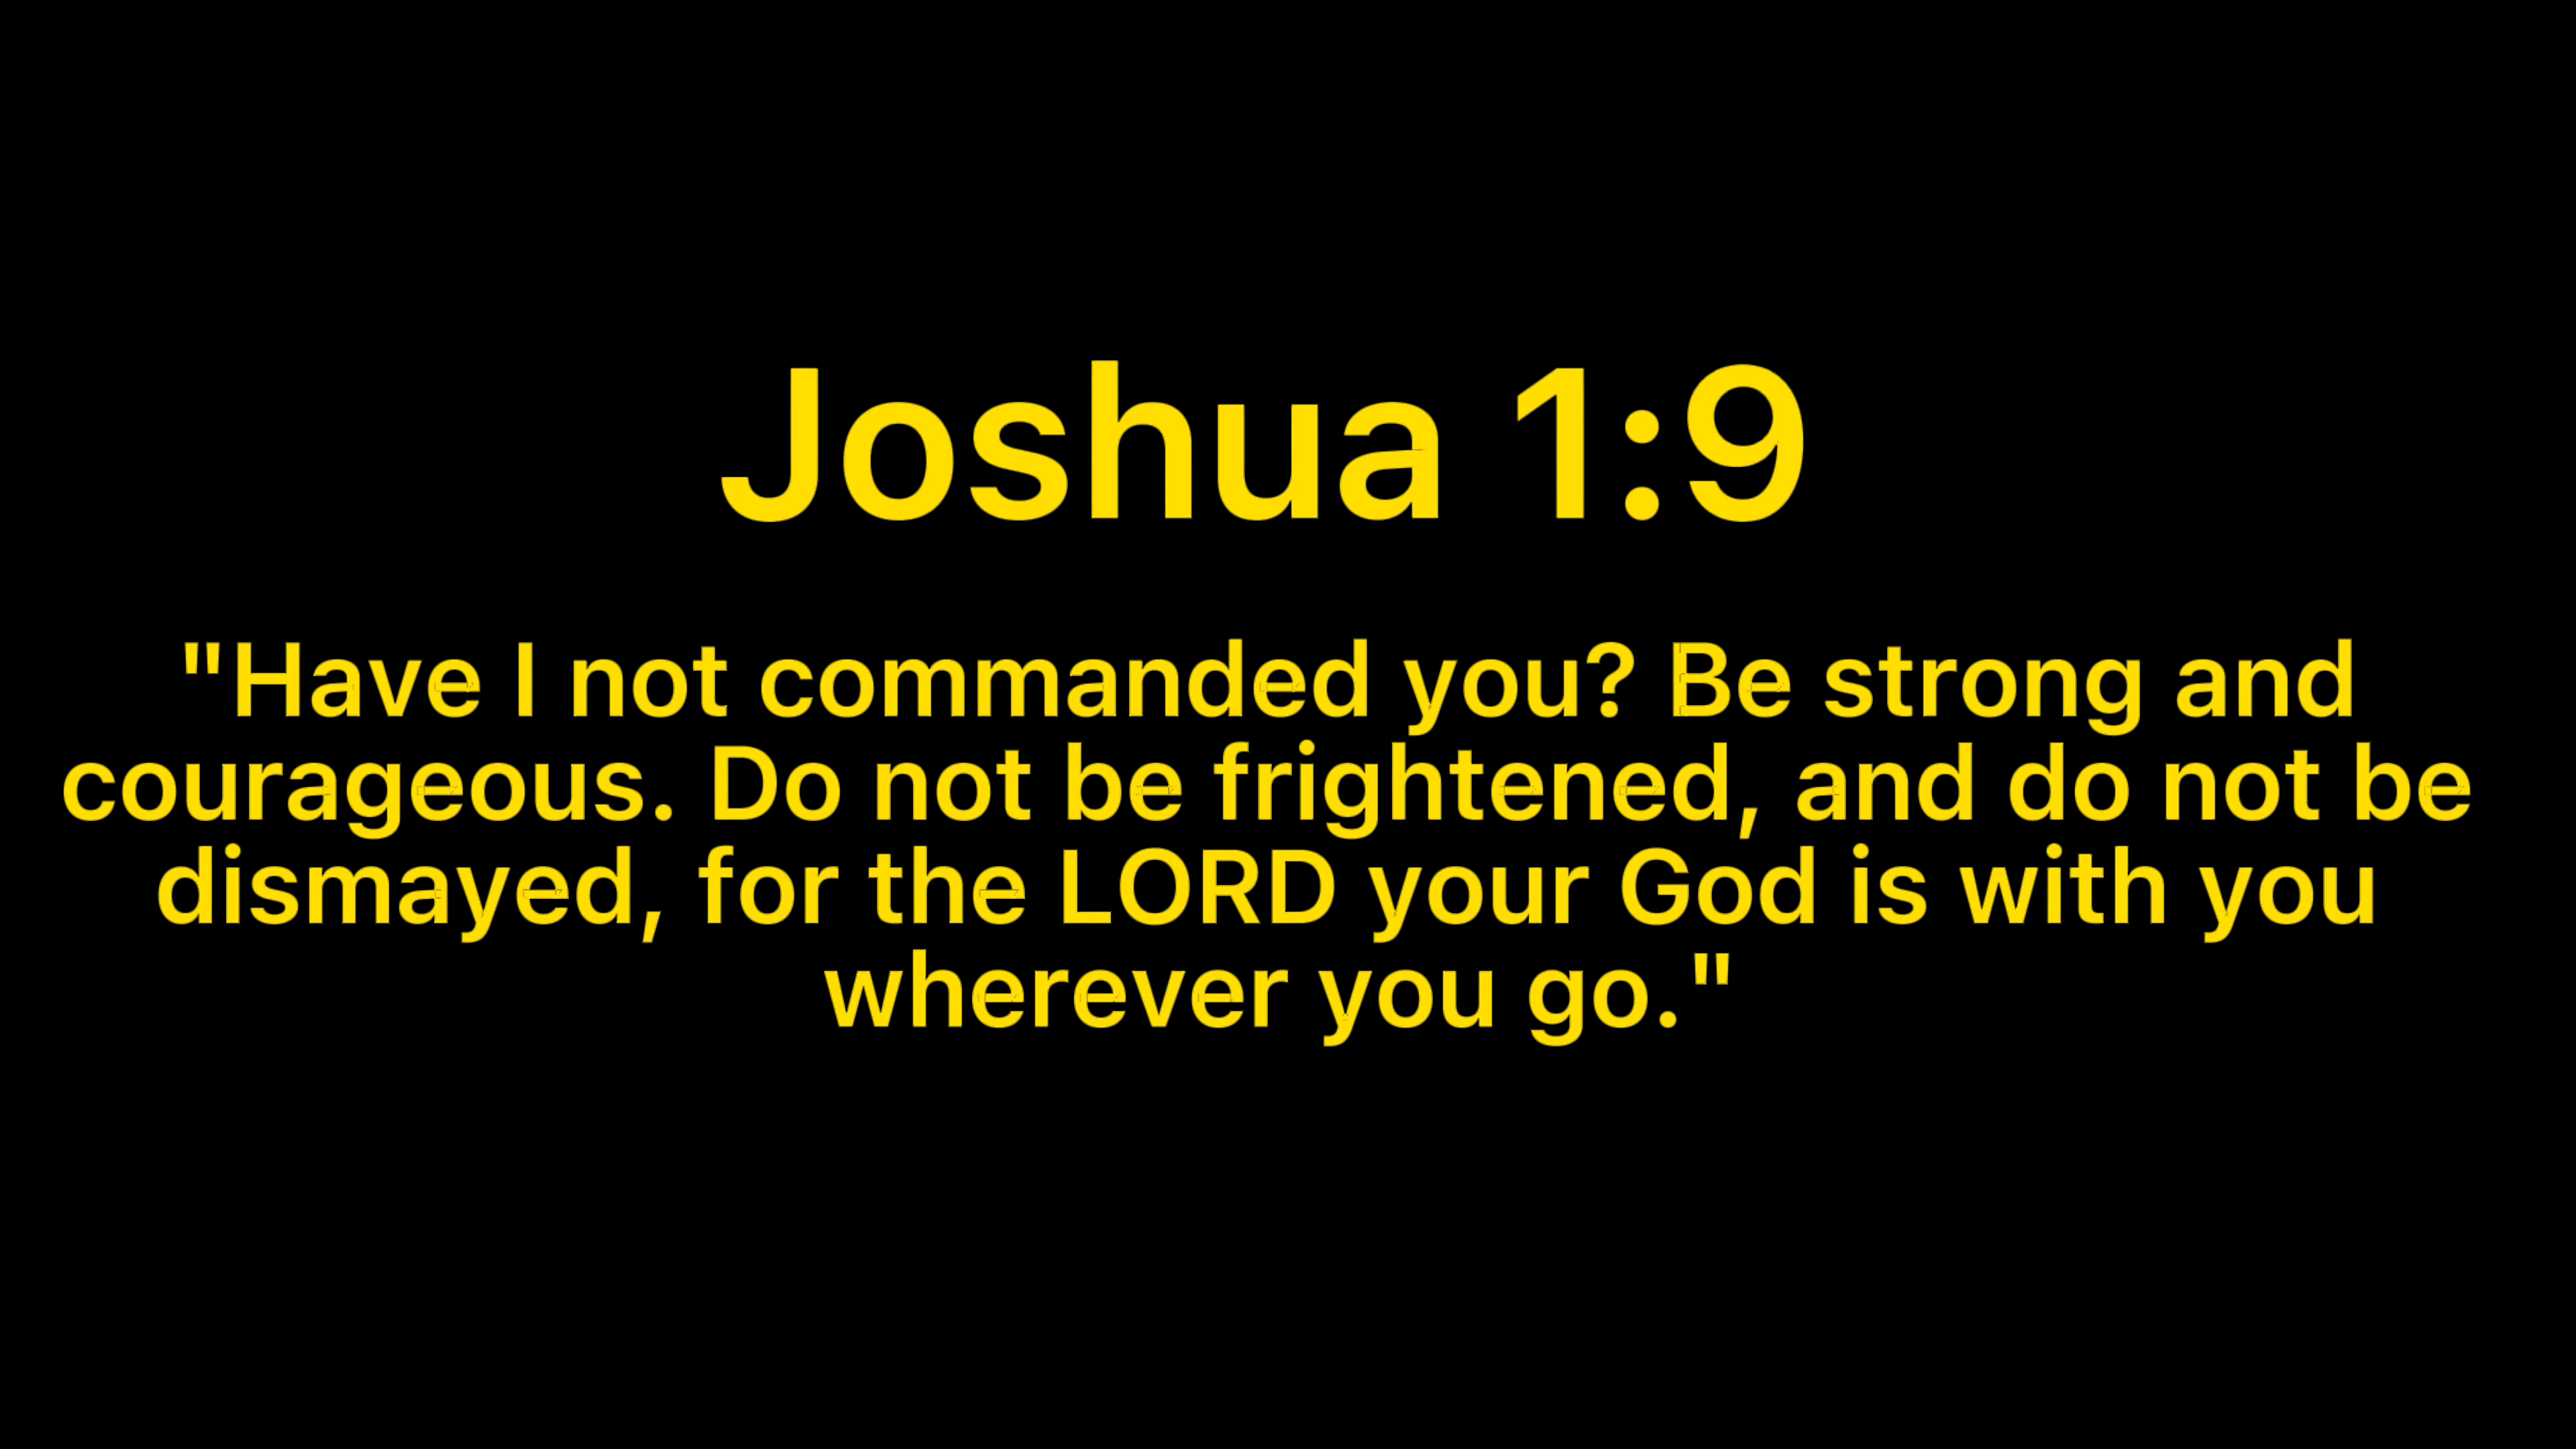 Joshua 1:9
"Have I not commanded you? Be strong and
courageous. Do not be frightened, and do not be
dismayed, for the LORD your God is with you
wherever you go."